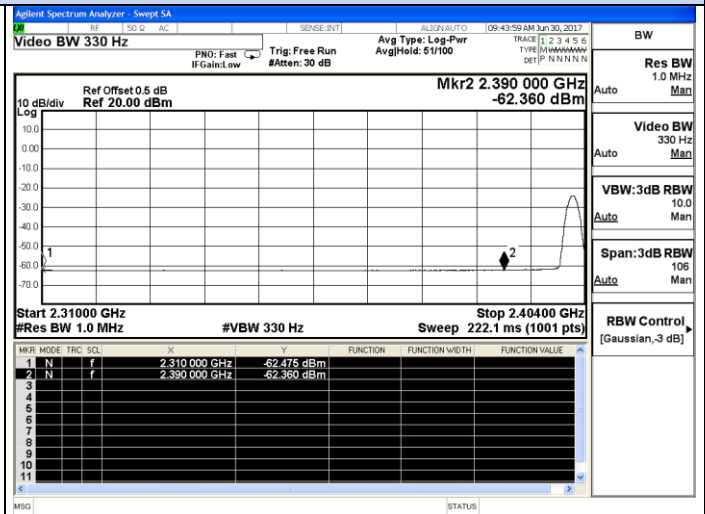 Agilent Spectrum Analyzer - Swept SA
RF 50 Ω AC SENSE:INT ALIGN AUTO 09:43:59 AM Jun 30, 2017
Video BW 330 Hz
PNO: Fast
IFGain:Low
Trig: Free Run
#Atten: 30 dB
Avg Type: Log-Pwr
Avg|Hold: 51/100
TRACE 1 2 3 4 5 6
TYPE M
DET P N N N N N
Ref Offset 0.5 dB
10 dB/div Ref 20.00 dBm
Log
Mkr2 2.390 000 GHz
-62.360 dBm
10.0
0.00
-10.0
-20.0
-30.0
-40.0
-50.0
-60.0
-70.0
1
2
Start 2.31000 GHz Stop 2.40400 GHz
#Res BW 1.0 MHz #VBW 330 Hz Sweep 222.1 ms (1001 pts)
MKR MODE TRC SCL X Y FUNCTION FUNCTION WIDTH FUNCTION VALUE
1 N f 2.310 000 GHz -62.475 dBm
2 N f 2.390 000 GHz -62.360 dBm
3
4
5
6
7
8
9
10
11
MSG STATUS
BW
Res BW
1.0 MHz
Auto Man
Video BW
330 Hz
Auto Man
VBW:3dB RBW
10.0
Auto Man
Span:3dB RBW
106
Auto Man
RBW Control
[Gaussian,-3 dB]